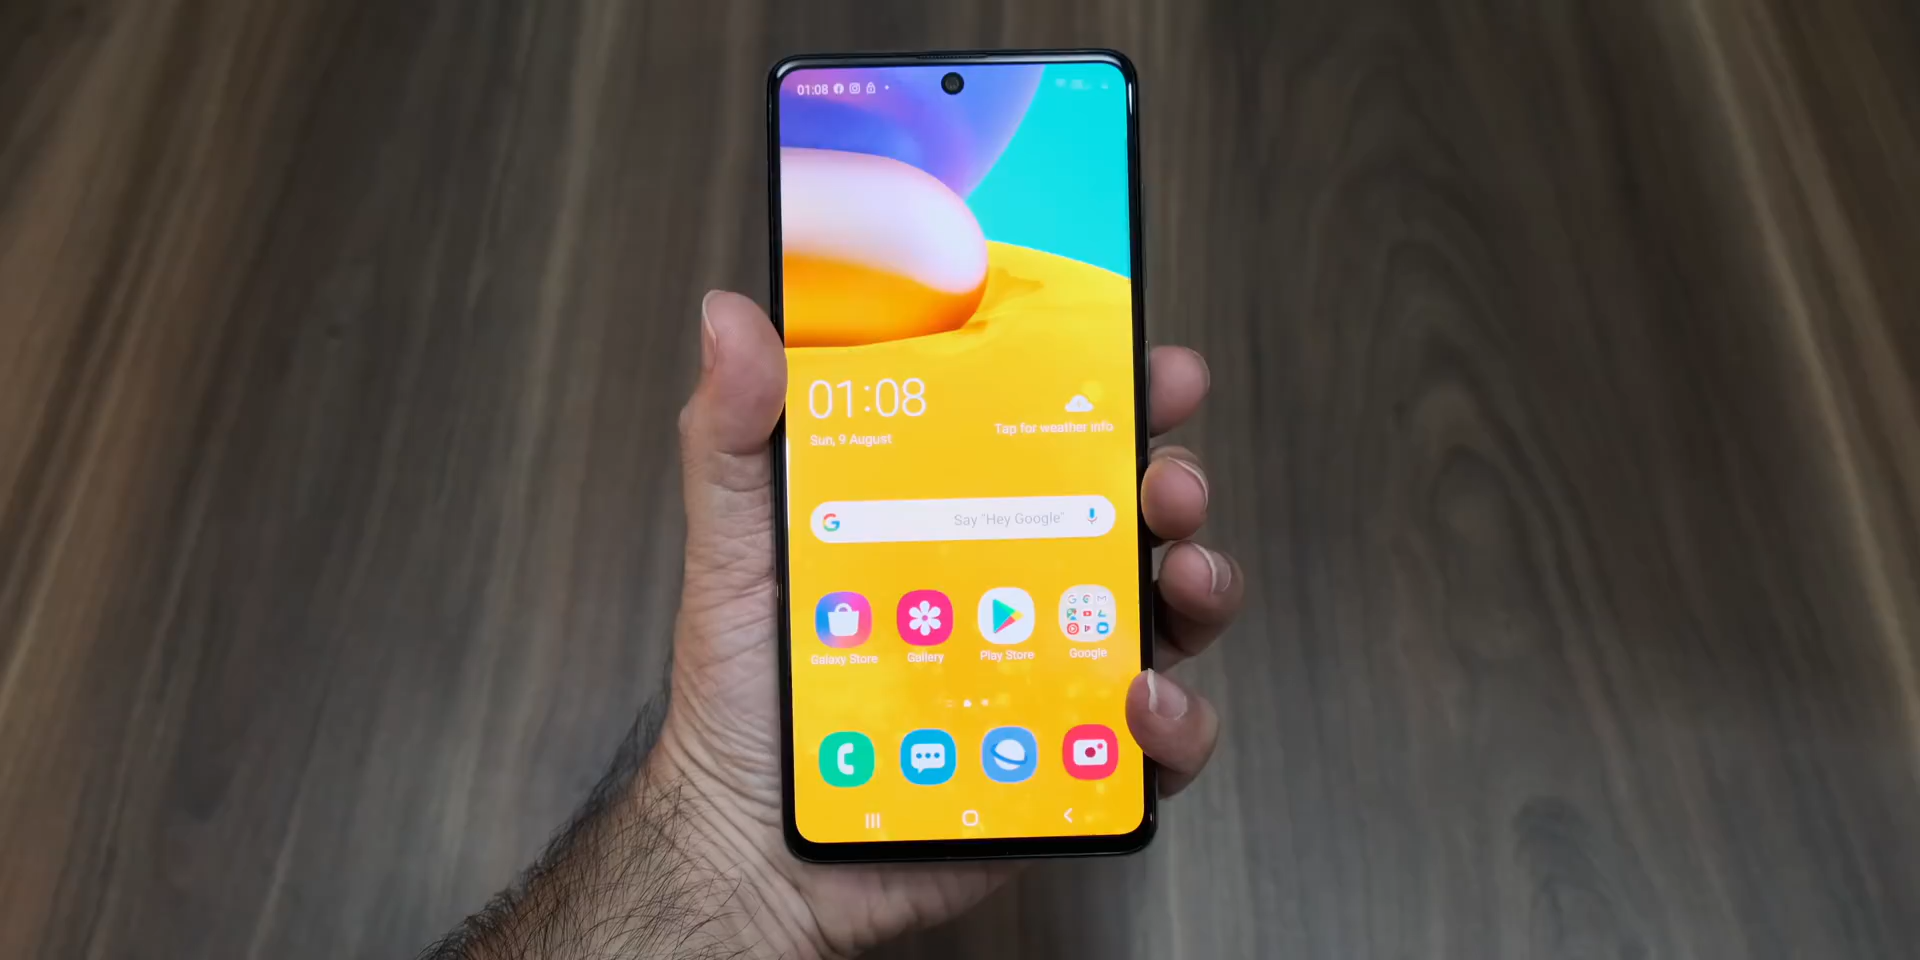 01:08
01:08
Sun, 9 August
Tap for weather info
Say "Hey Google"
Galaxy Store
Gallery
Play Store
Google